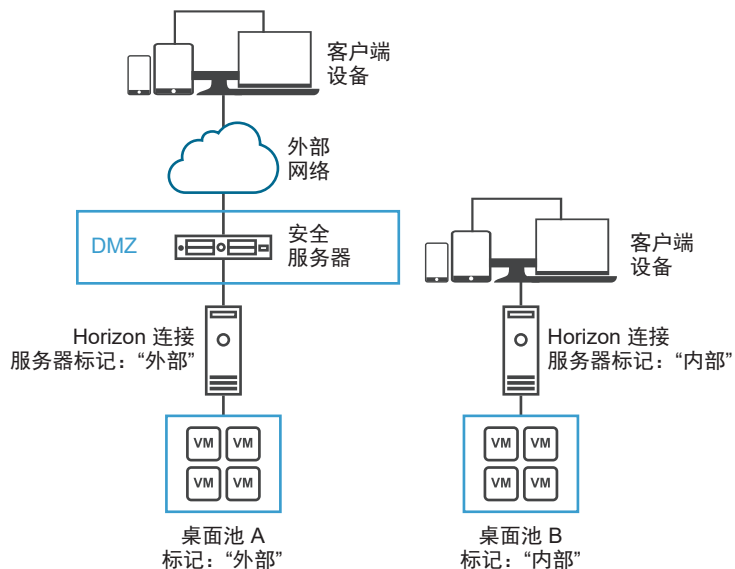 客户端
设备
外部
网络
DMZ
安全
服务器
Horizon 连接
服务器标记：“外部”
VM VM
VM VM
桌面池 A
标记：“外部”
客户端
设备
Horizon 连接
服务器标记：“内部”
VM VM
VM VM
桌面池 B
标记：“内部”